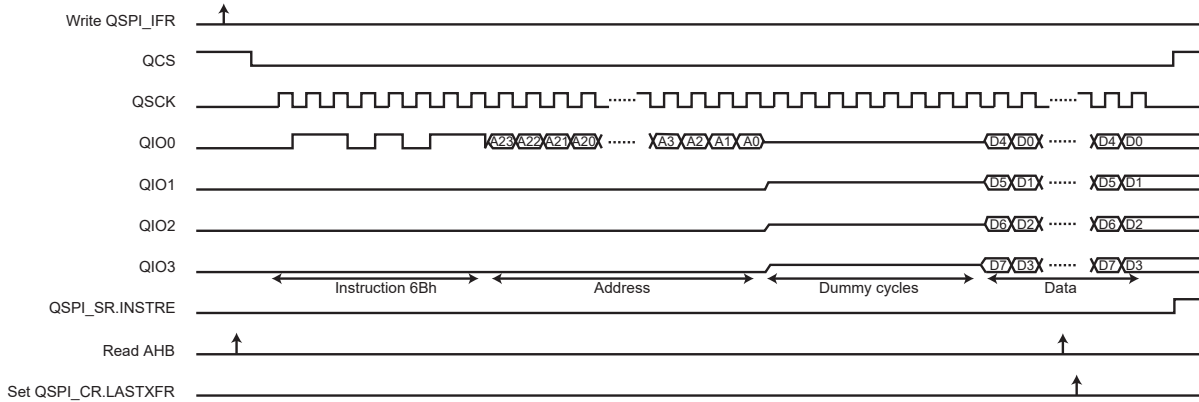 Write QSPI_IFR
QCS
QSCK
QIO0 A23 A22 A21 A20 A3 A2 A1 A0 D4 D0 D4 D0
QIO1 D5 D1 D5 D1
QIO2 D6 D2 D6 D2
QIO3 D7 D3 D7 D3
Instruction 6Bh Address Dummy cycles Data
QSPI_SR.INSTRE
Read AHB
Set QSPI_CR.LASTXFR